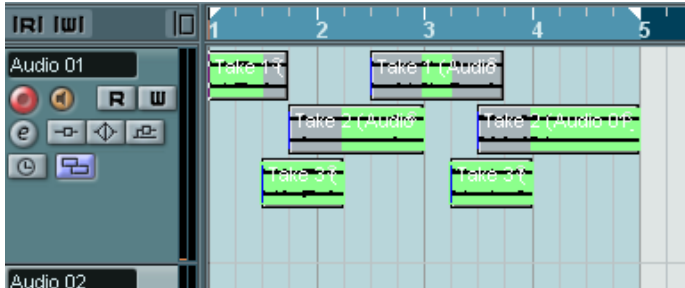 R W
1 2 3 4 5
Audio 01
Take 1 ( Take 1 (Audio
R W
Take 2 (Audio Take 2 (Audio 01)
e
Take 3 ( Take 3 (
Audio 02